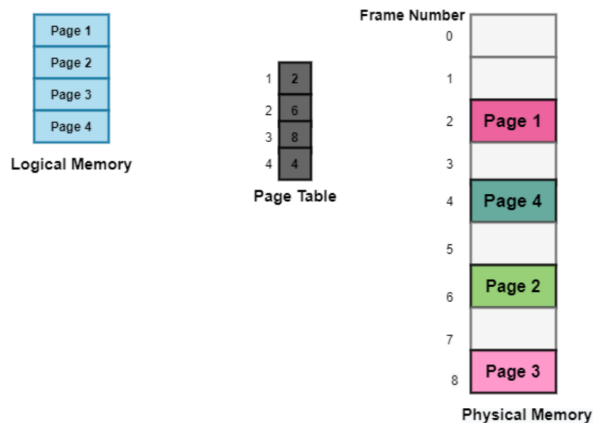 Page 1
Page 2
Page 3
Page 4
Logical Memory
1 2
2 6
3 8
4 4
Page Table
Frame Number
0
1
2 Page 1
3
4 Page 4
5
6 Page 2
7
8 Page 3
Physical Memory